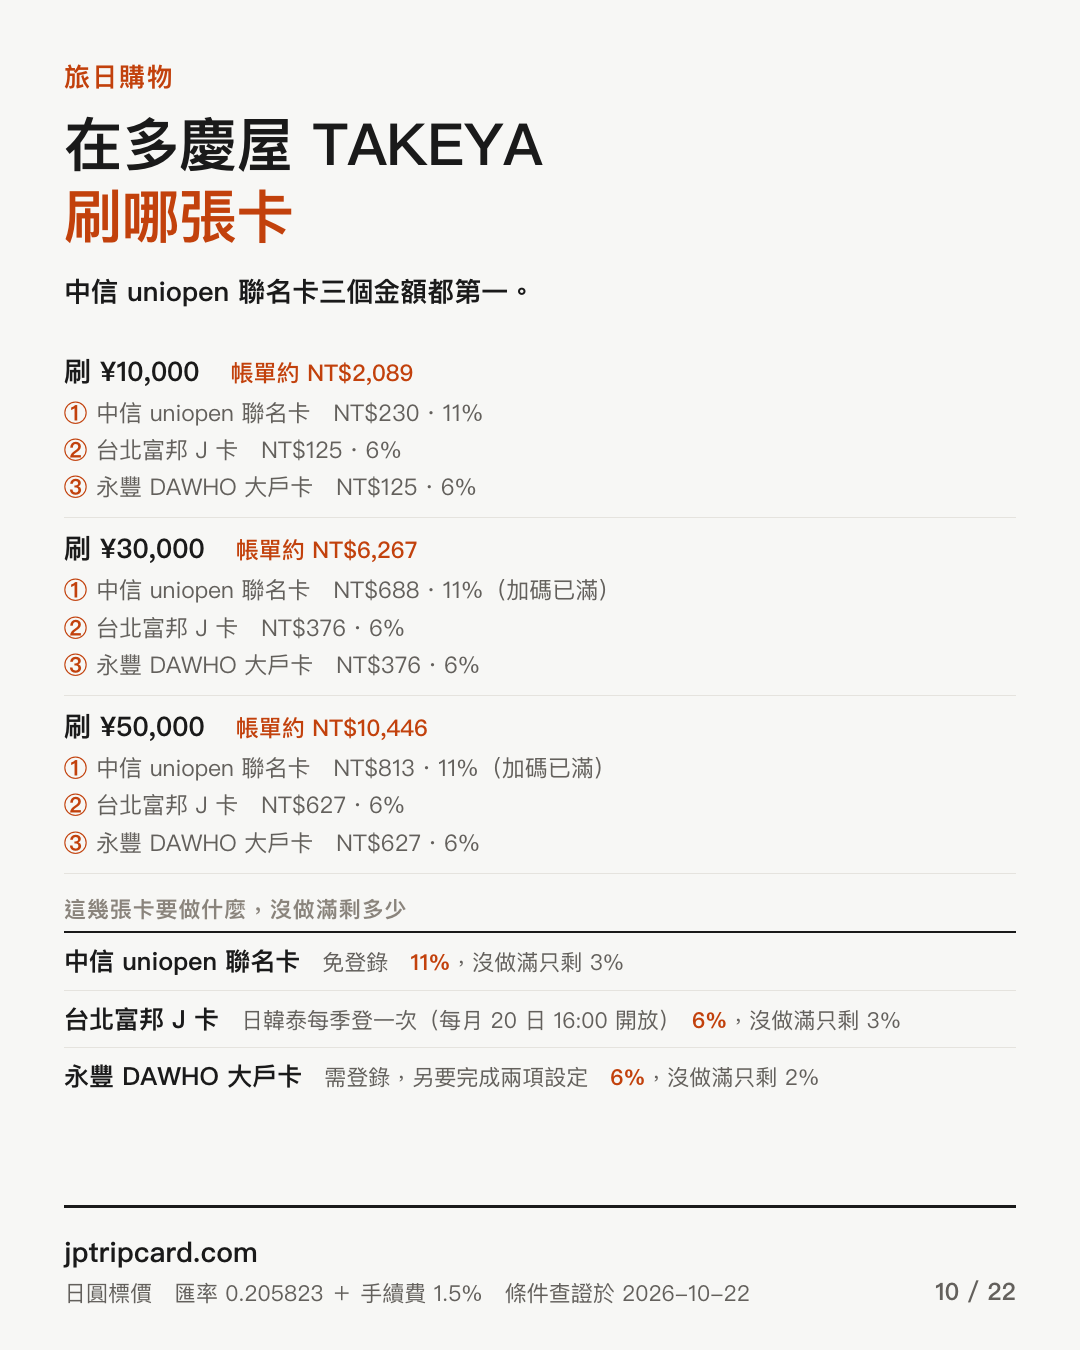 旅日購物
在多慶屋 TAKEYA
刷哪張卡
中信 uniopen 聯名卡三個金額都第一。
刷 ¥10,000 帳單約 NT$2,089
① 中信 uniopen 聯名卡 NT$230 · 11%
② 台北富邦 J 卡 NT$125 · 6%
③ 永豐 DAWHO 大戶卡 NT$125 · 6%
刷 ¥30,000 帳單約 NT$6,267
① 中信 uniopen 聯名卡 NT$688 · 11%（加碼已滿）
② 台北富邦 J 卡 NT$376 · 6%
③ 永豐 DAWHO 大戶卡 NT$376 · 6%
刷 ¥50,000 帳單約 NT$10,446
① 中信 uniopen 聯名卡 NT$813 · 11%（加碼已滿）
② 台北富邦 J 卡 NT$627 · 6%
③ 永豐 DAWHO 大戶卡 NT$627 · 6%
這幾張卡要做什麼，沒做滿剩多少
中信 uniopen 聯名卡 免登錄 11%，沒做滿只剩 3%
台北富邦 J 卡 日韓泰每季登一次（每月 20 日 16:00 開放） 6%，沒做滿只剩 3%
永豐 DAWHO 大戶卡 需登錄，另要完成兩項設定 6%，沒做滿只剩 2%
jptripcard.com
日圓標價 匯率 0.205823 + 手續費 1.5% 條件查證於 2026-10-22
10 / 22